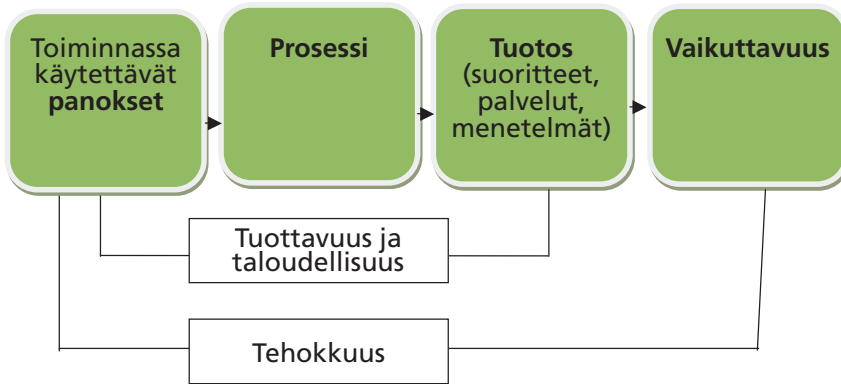 Toiminnassa
käytettävät
panokset
Prosessi
Tuotos
(suoritteet,
palvelut,
menetelmät)
Vaikuttavuus
Tuottavuus ja
taloudellisuus
Tehokkuus